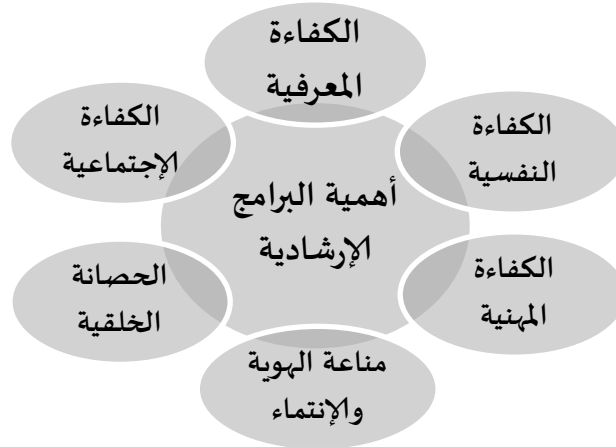 الكفاءة
المعرفية
الكفاءة
النفسية
الكفاءة
الإجتماعية
أهمية البرامج
الإرشادية
الكفاءة
المهنية
الحصانة
الخلقية
مناعة الهوية
والإنتماء